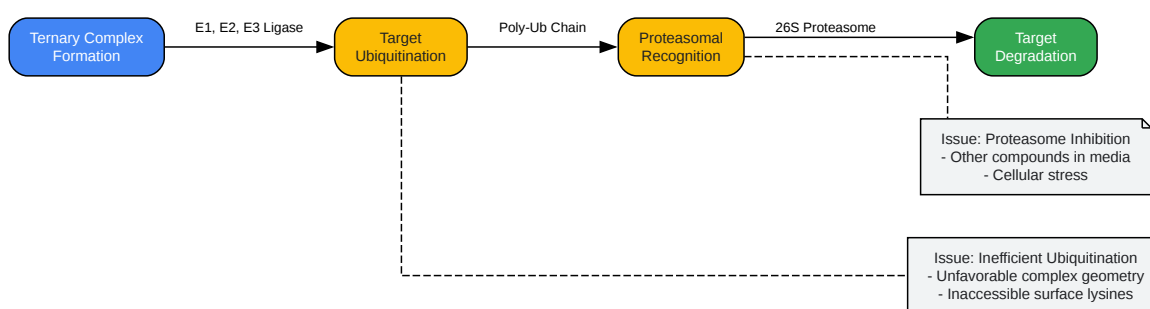 Ternary Complex
Formation
E1, E2, E3 Ligase
Target
Ubiquitination
Poly-Ub Chain
Proteasomal
Recognition
26S Proteasome
Target
Degradation
Issue: Proteasome Inhibition
- Other compounds in media
- Cellular stress
Issue: Inefficient Ubiquitination
- Unfavorable complex geometry
- Inaccessible surface lysines